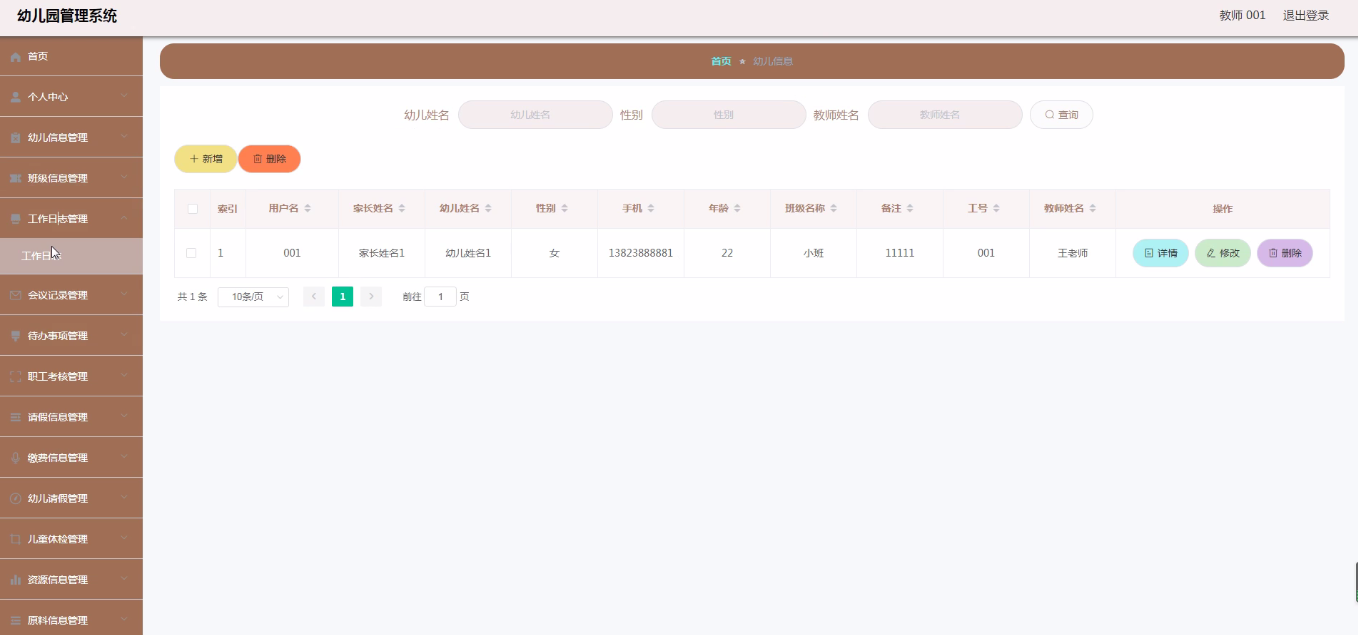 幼儿园管理系统
教师 001 退出登录
首页
个人中心
幼儿信息管理
班级信息管理
工作日志管理
工作日志
会议记录管理
待办事项管理
职工考核管理
请假信息管理
缴费信息管理
幼儿请假管理
儿童体检管理
资源信息管理
原料信息管理
首页 ★ 幼儿信息
幼儿姓名 幼儿姓名 性别 性别 教师姓名 教师姓名 查询
新增 删除
索引 用户名 家长姓名 幼儿姓名 性别 手机 年龄 班级名称 备注 工号 教师姓名 操作
1 001 家长姓名1 幼儿姓名1 女 13823888881 22 小班 11111 001 王老师 详情 修改 删除
共 1 条 10条/页 1 前往 1 页